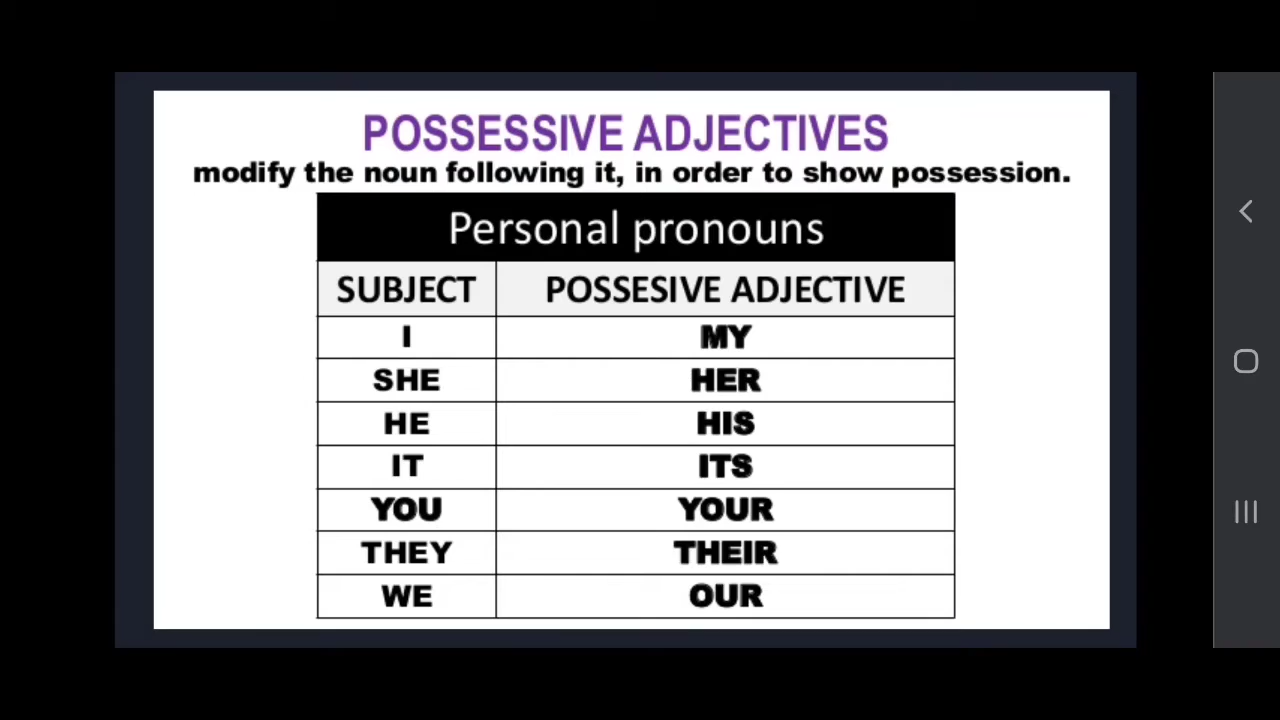 POSSESSIVE ADJECTIVES
modify the noun following it, in order to show possession.
Personal pronouns
SUBJECT POSSESIVE ADJECTIVE
I MY
SHE HER
HE HIS
IT ITS
YOU YOUR
THEY THEIR
WE OUR